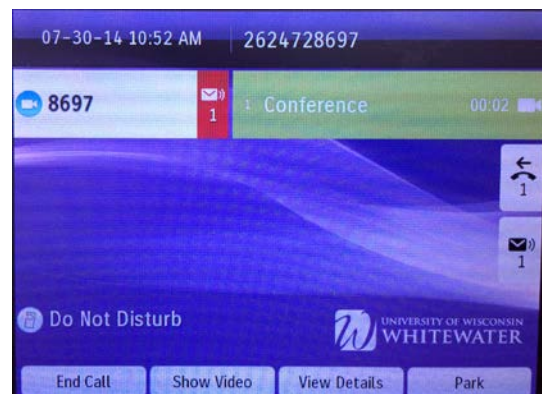 07-30-14 10:52 AM 2624728697
8697 1 1 Conference 00:02
1
1
Do Not Disturb
UNIVERSITY OF WISCONSIN
WHITEWATER
End Call Show Video View Details Park